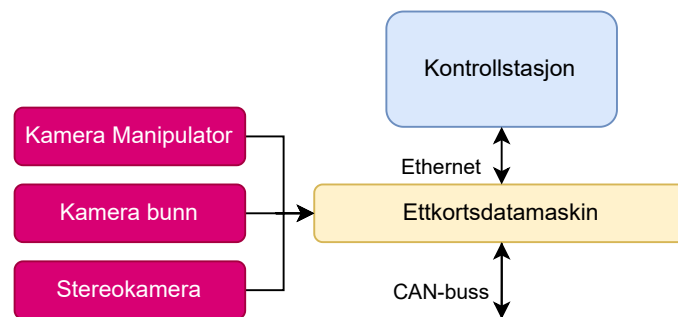 Kontrollstasjon
Kamera Manipulator
Ethernet
Kamera bunn
Ettkortsdatamaskin
Stereokamera
CAN-buss